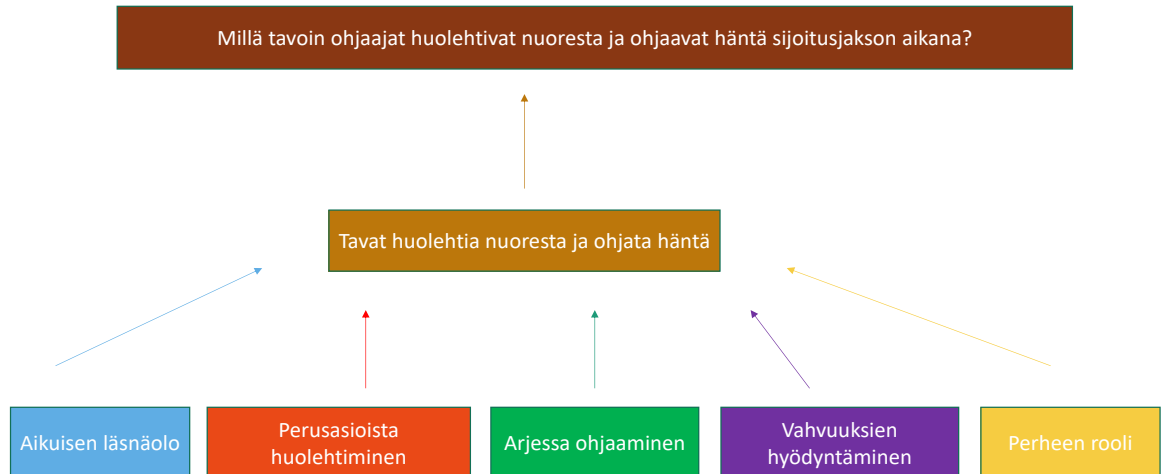 Millä tavoin ohjaajat huolehtivat nuoresta ja ohjaavat häntä sijoitusjakson aikana?
Tavat huolehtia nuoresta ja ohjata häntä
Aikuisen läsnäolo
Perusasioista
huolehtiminen
Arjessa ohjaaminen
Vahvuuksien
hyödyntäminen
Perheen rooli